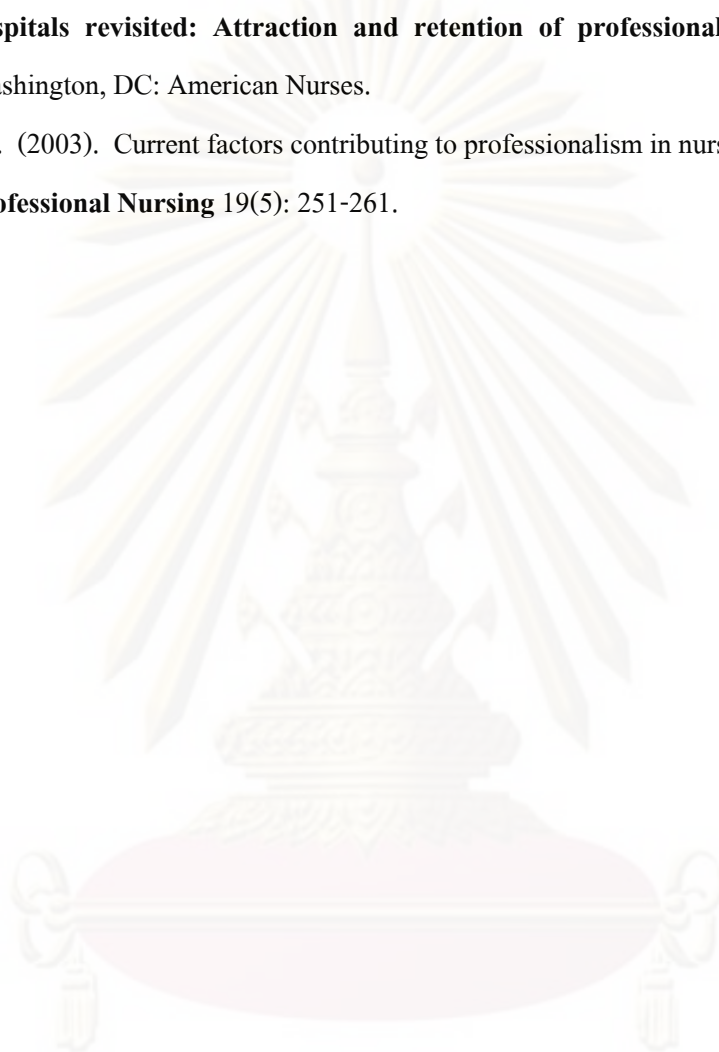 spitals revisited: Attraction and retention of professional
ashington, DC: American Nurses.
. (2003). Current factors contributing to professionalism in nurs
ofessional Nursing 19(5): 251-261.